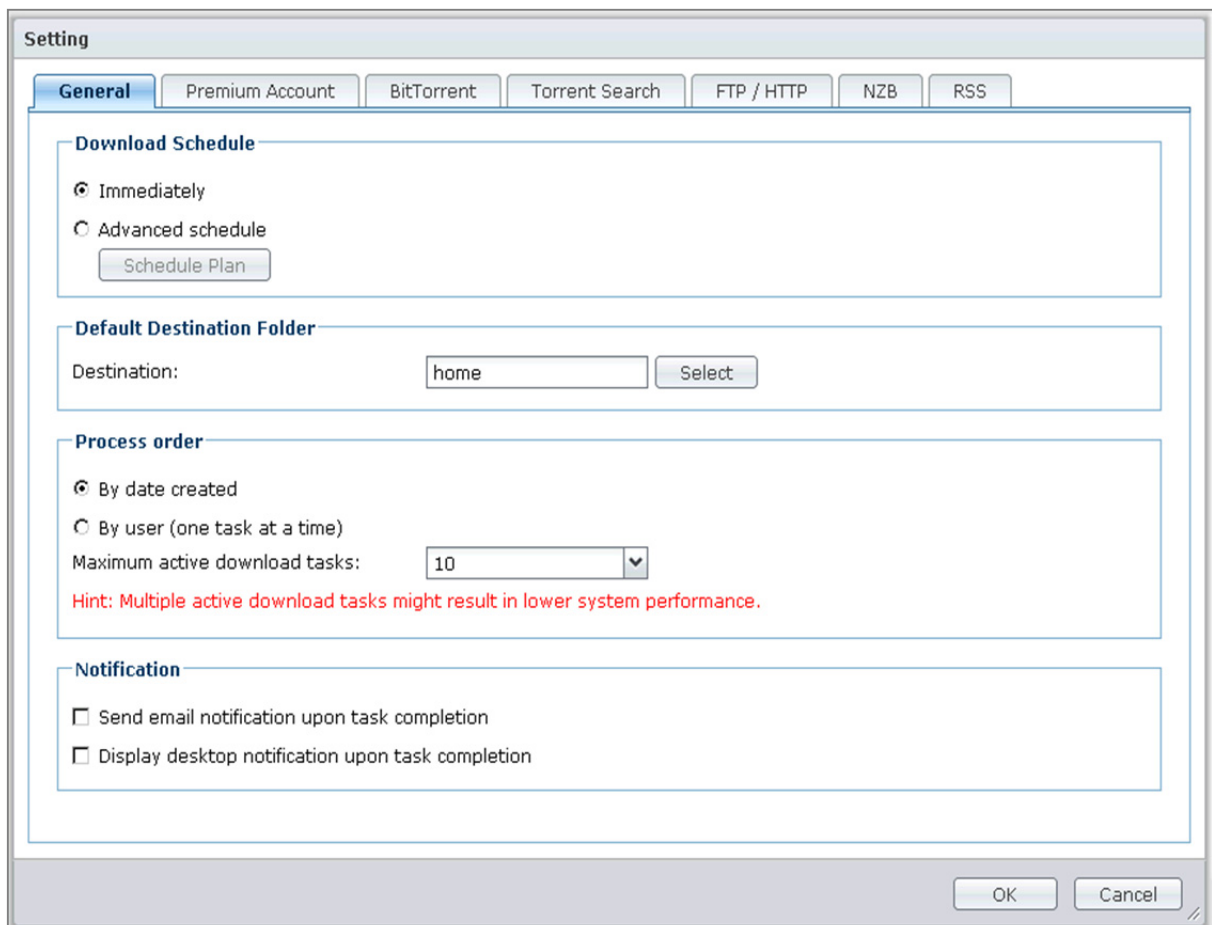 Setting
General Premium Account BitTorrent Torrent Search FTP / HTTP NZB RSS
Download Schedule
Immediately
Advanced schedule
Schedule Plan
Default Destination Folder
Destination: home Select
Process order
By date created
By user (one task at a time)
Maximum active download tasks: 10
Hint: Multiple active download tasks might result in lower system performance.
Notification
Send email notification upon task completion
Display desktop notification upon task completion
OK Cancel